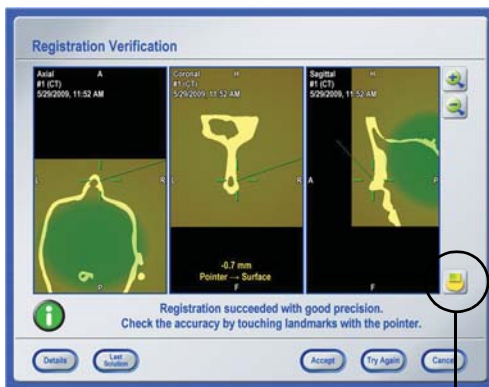 Registration Verification
Axial
#1 (CT)
5/29/2009, 11:52 AM
A
L
R
P
Coronal
#1 (CT)
5/29/2009, 11:52 AM
H
L
R
-0.7 mm
Pointer → Surface
F
Sagittal
#1 (CT)
5/29/2009, 11:52 AM
H
A
P
F
Registration succeeded with good precision.
Check the accuracy by touching landmarks with the pointer.
Details
Last
Solution
Accept
Try Again
Cancel